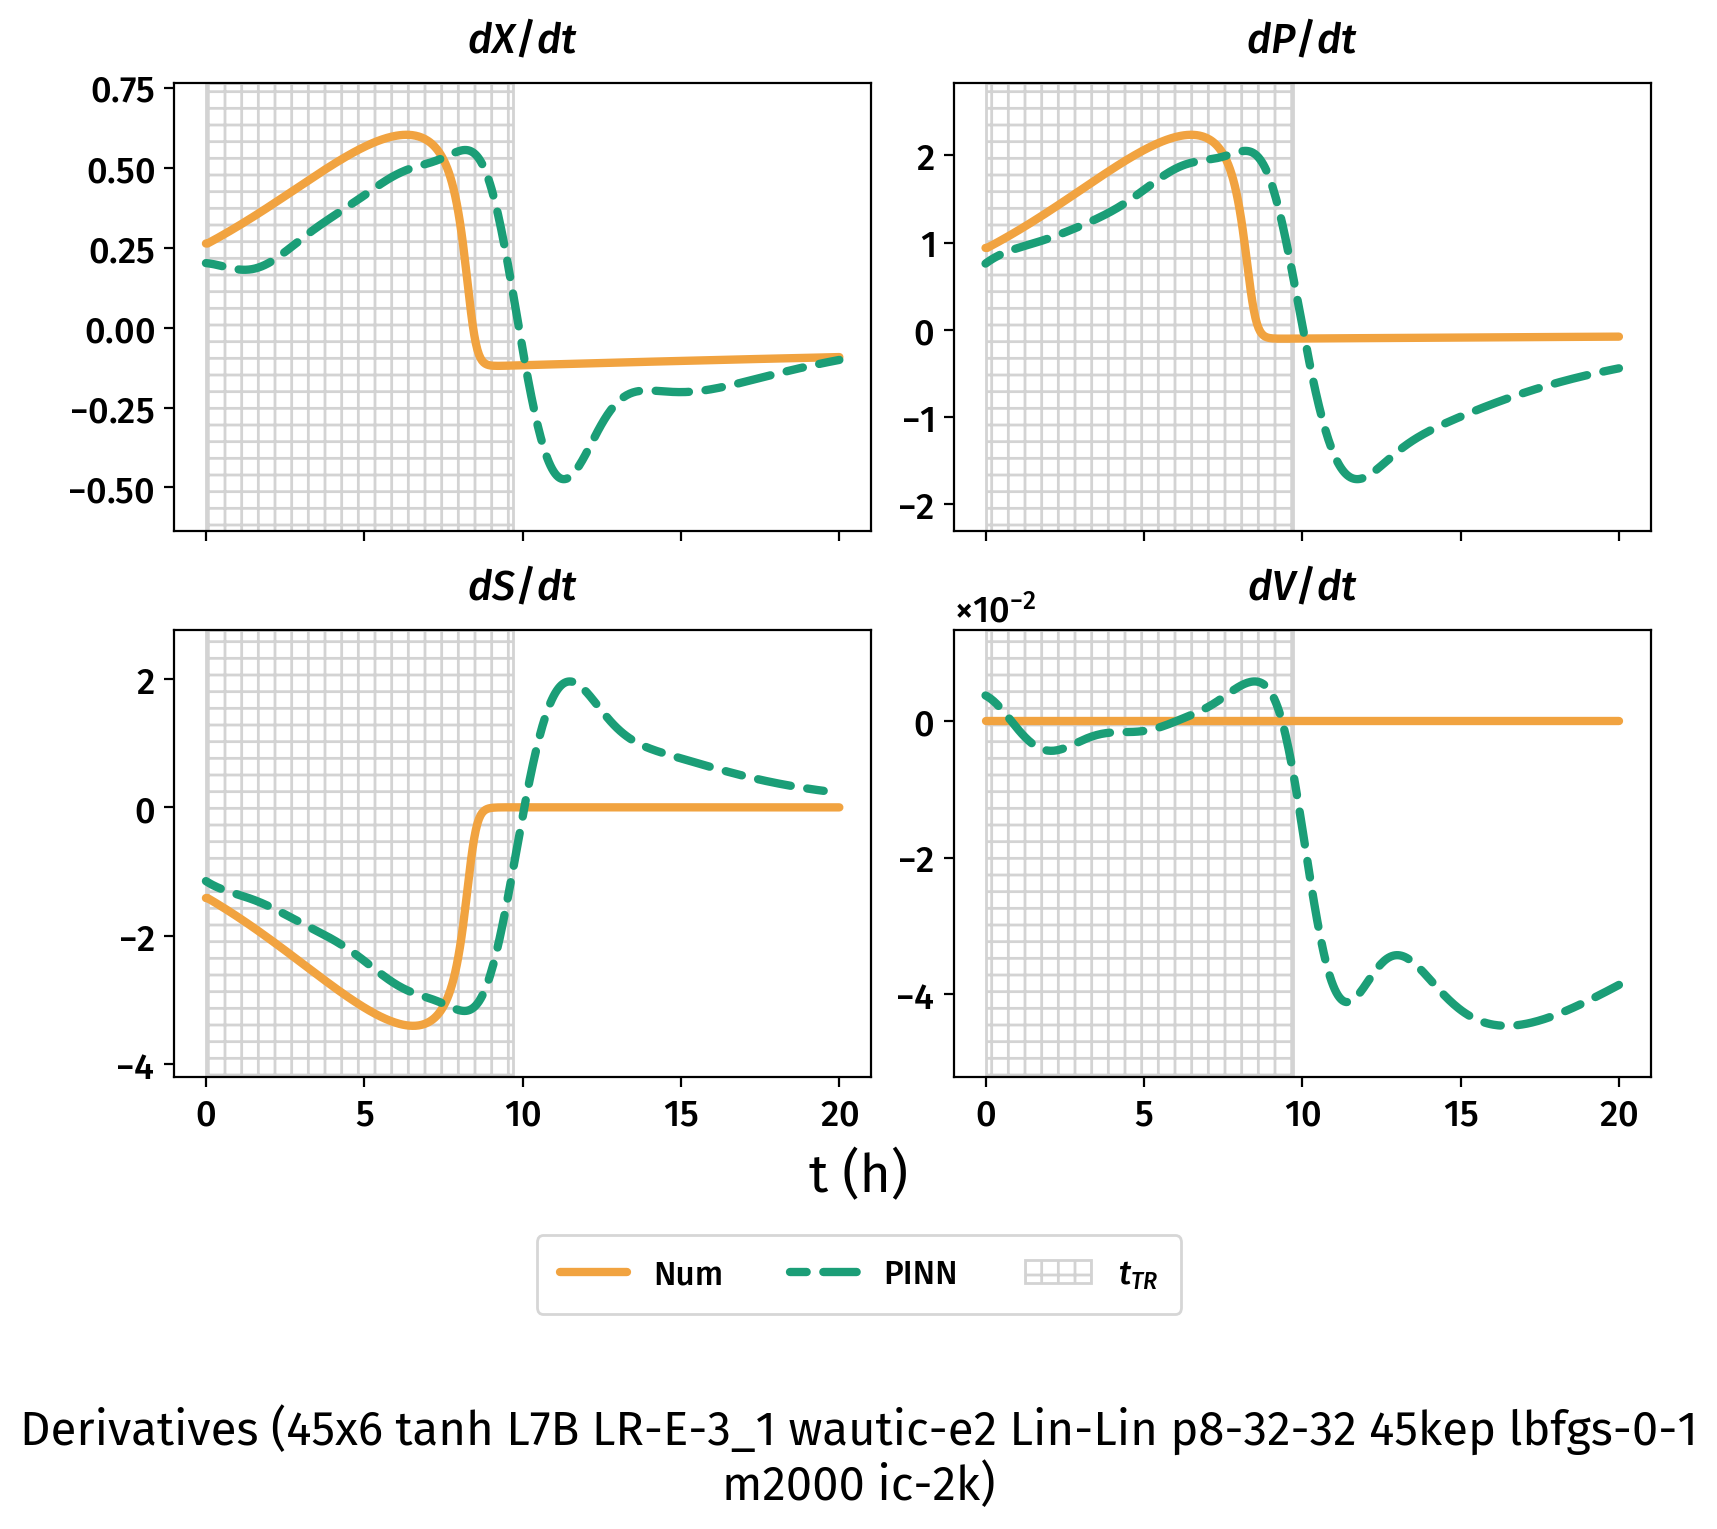 dX/dt
dP/dt
0.75
0.50
0.25
0.00
−0.25
−0.50
2
1
0
−1
−2
dS/dt
dV/dt
×10⁻²
2
0
−2
−4
0
−2
−4
0 5 10 15 20
0 5 10 15 20
t (h)
Num PINN t_TR
Derivatives (45x6 tanh L7B LR-E-3_1 wautic-e2 Lin-Lin p8-32-32 45kep lbfgs-0-1
m2000 ic-2k)